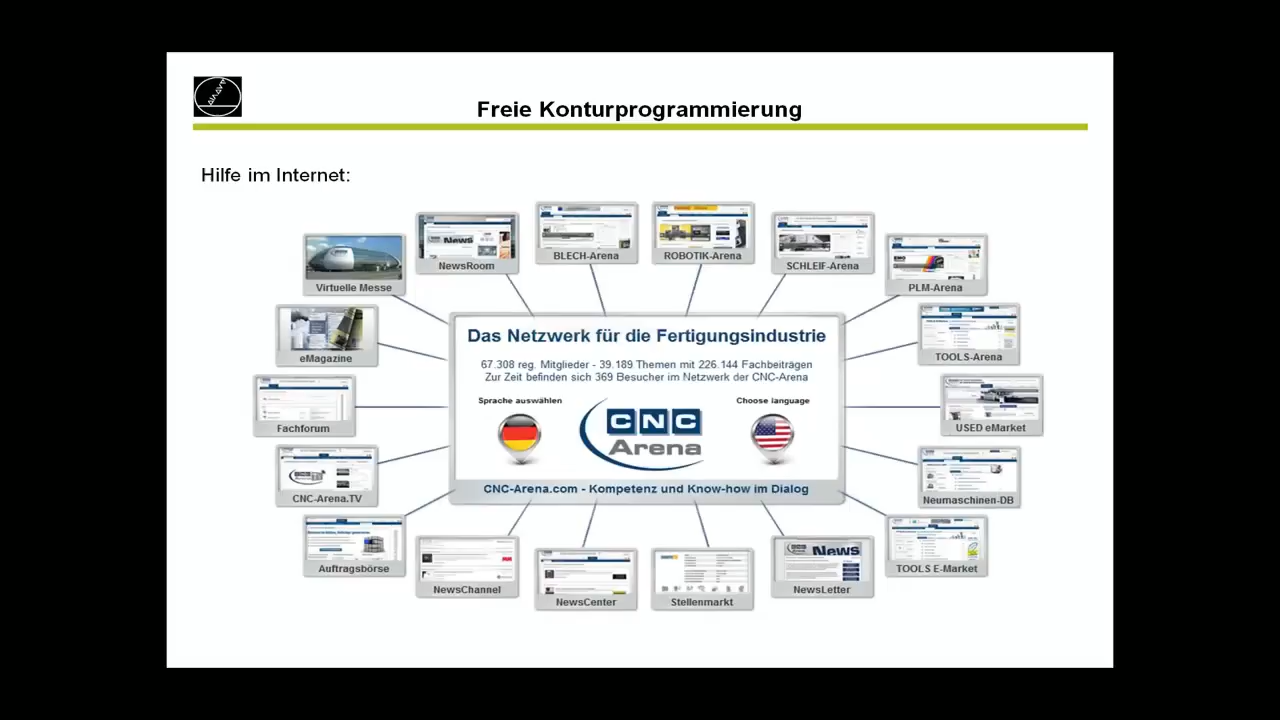 Freie Konturprogrammierung
Hilfe im Internet:
Virtuelle Messe
NewsRoom
BLECH-Arena
ROBOTIK-Arena
SCHLEIF-Arena
PLM-Arena
eMagazine
TOOLS-Arena
Fachforum
USED eMarket
CNC-Arena.TV
Neumaschinen-DB
Auftragsbörse
NewsChannel
NewsCenter
Stellenmarkt
NewsLetter
TOOLS E-Market
Das Netzwerk für die Fertigungsindustrie
67.308 reg. Mitglieder - 39.189 Themen mit 226.144 Fachbeiträgen
Zur Zeit befinden sich 369 Besucher im Netzwerk der CNC-Arena
Sprache auswählen
Choose language
CNC
Arena
CNC-Arena.com - Kompetenz und Know-how im Dialog
News
News